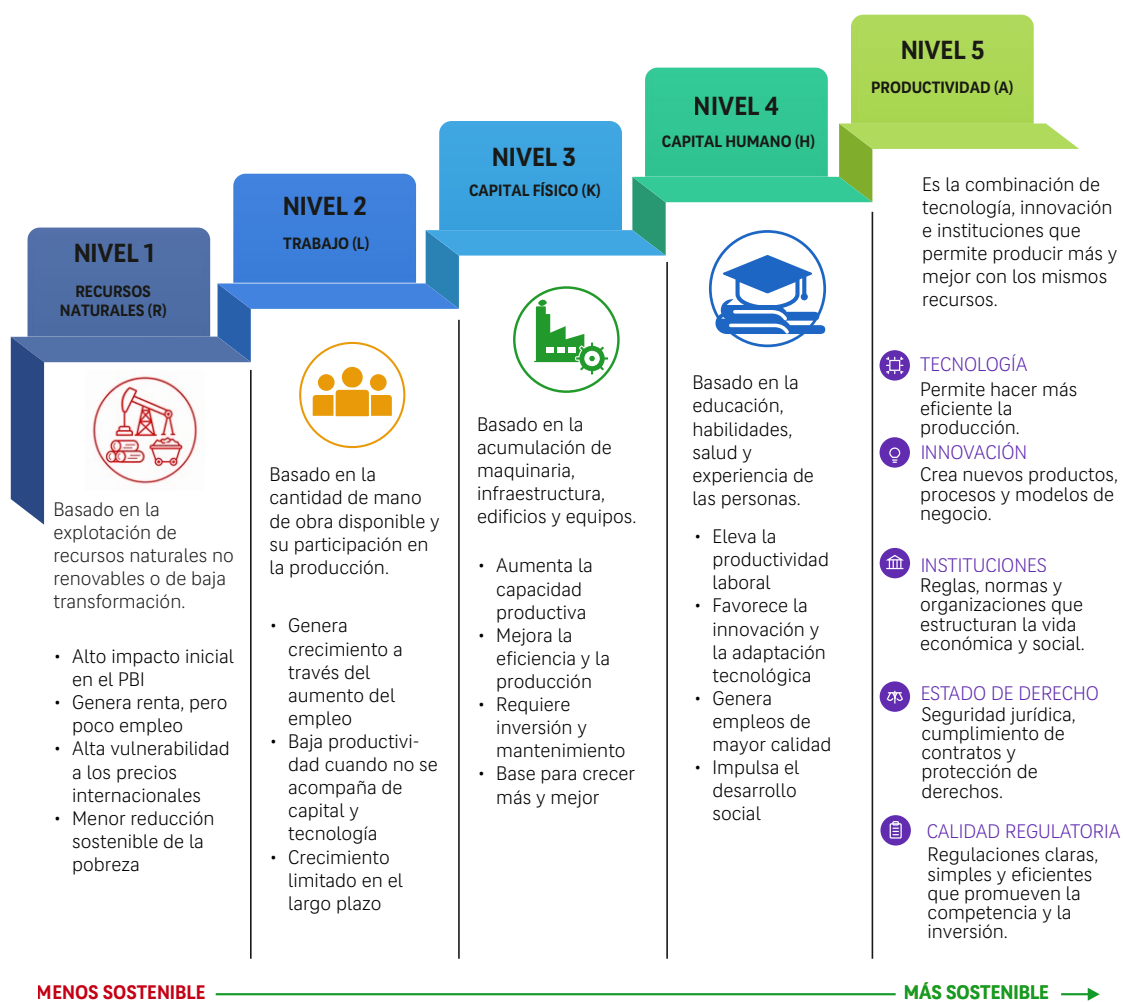 NIVEL 1
RECURSOS
NATURALES (R)
Basado en la
explotación de
recursos naturales no
renovables o de baja
transformación.
• Alto impacto inicial
en el PBI
• Genera renta, pero
poco empleo
• Alta vulnerabilidad
a los precios
internacionales
• Menor reducción
sostenible de la
pobreza
NIVEL 2
TRABAJO (L)
Basado en la
cantidad de mano
de obra disponible y
su participación en
la producción.
• Genera
crecimiento a
través del
aumento del
empleo
• Baja productivi-
dad cuando no se
acompaña de
capital y
tecnología
• Crecimiento
limitado en el
largo plazo
NIVEL 3
CAPITAL FÍSICO (K)
Basado en la
acumulación de
maquinaria,
infraestructura,
edificios y equipos.
• Aumenta la
capacidad
productiva
• Mejora la
eficiencia y la
producción
• Requiere
inversión y
mantenimiento
• Base para crecer
más y mejor
NIVEL 4
CAPITAL HUMANO (H)
Basado en la
educación,
habilidades,
salud y
experiencia de
las personas.
• Eleva la
productividad
laboral
• Favorece la
innovación y
la adaptación
tecnológica
• Genera
empleos de
mayor calidad
• Impulsa el
desarrollo
social
NIVEL 5
PRODUCTIVIDAD (A)
Es la combinación de
tecnología, innovación
e instituciones que
permite producir más y
mejor con los mismos
recursos.
TECNOLOGÍA
Permite hacer más
eficiente la
producción.
INNOVACIÓN
Crea nuevos productos,
procesos y modelos de
negocio.
INSTITUCIONES
Reglas, normas y
organizaciones que
estructuran la vida
económica y social.
ESTADO DE DERECHO
Seguridad jurídica,
cumplimiento de
contratos y
protección de
derechos.
CALIDAD REGULATORIA
Regulaciones claras,
simples y eficientes
que promueven la
competencia y la
inversión.
MENOS SOSTENIBLE
MÁS SOSTENIBLE